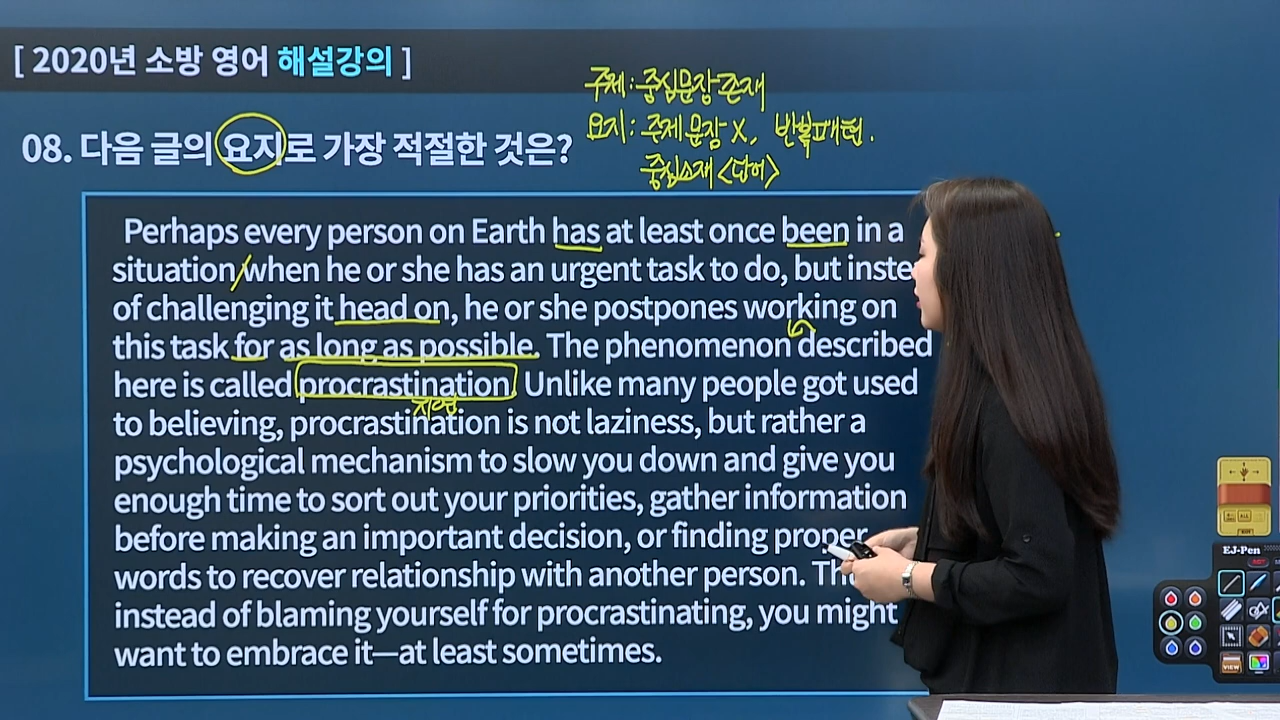 [ 2020년 소방 영어 해설강의 ]
주제 : 중심문장 존재
08. 다음 글의 요지로 가장 적절한 것은?
요지 : 주제문장 X, 반복패턴.
중심소재 <단어>
Perhaps every person on Earth has at least once been in a
situation when he or she has an urgent task to do, but inste
of challenging it head on, he or she postpones working on
this task for as long as possible. The phenomenon described
here is called procrastination. Unlike many people got used
지연
to believing, procrastination is not laziness, but rather a
psychological mechanism to slow you down and give you
enough time to sort out your priorities, gather information
before making an important decision, or finding proper
words to recover relationship with another person. Th
instead of blaming yourself for procrastinating, you might
want to embrace it—at least sometimes.
EJ-Pen
VIEW